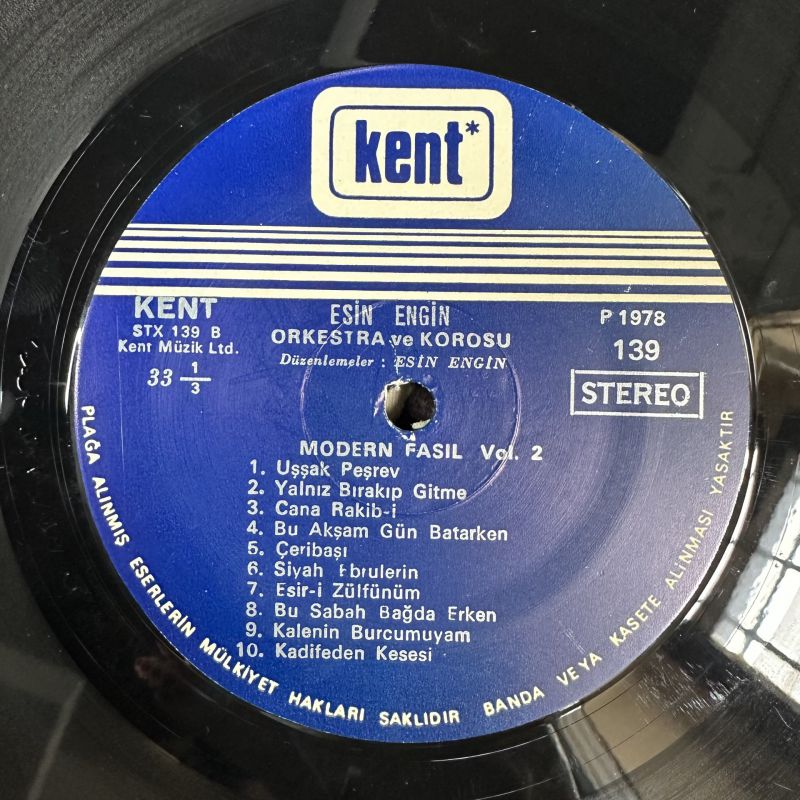 kent*
KENT
STX 139 B
Kent Müzik Ltd.
33 1/3
ESİN ENGİN
ORKESTRA ve KOROSU
Düzenlemeler : ESİN ENGİN
P 1978
139
STEREO
MODERN FASIL Vol. 2
1. Uşşak Peşrev
2. Yalnız Bırakıp Gitme
3. Cana Rakib-i
4. Bu Akşam Gün Batarken
5. Çeribaşı
6. Siyah Ebrulerin
7. Esir-i Zülfünüm
8. Bu Sabah Bağda Erken
9. Kalenin Burcumuyam
10. Kadifeden Kesesi
PLAĞA ALINMIŞ ESERLERİN MÜLKİYET HAKLARI SAKLIDIR BANDA VEYA KASETE ALINMASI YASAKTIR